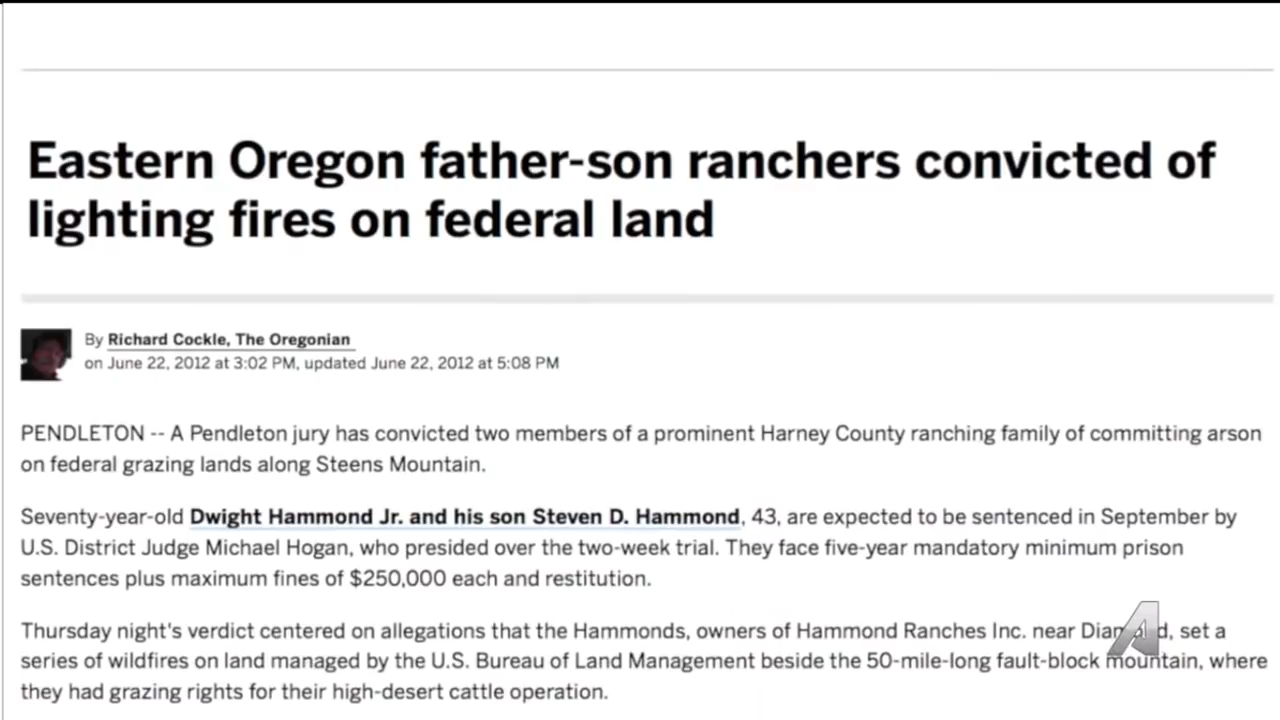 Eastern Oregon father-son ranchers convicted of
lighting fires on federal land
By Richard Cockle, The Oregonian
on June 22, 2012 at 3:02 PM, updated June 22, 2012 at 5:08 PM
PENDLETON -- A Pendleton jury has convicted two members of a prominent Harney County ranching family of committing arson
on federal grazing lands along Steens Mountain.
Seventy-year-old Dwight Hammond Jr. and his son Steven D. Hammond, 43, are expected to be sentenced in September by
U.S. District Judge Michael Hogan, who presided over the two-week trial. They face five-year mandatory minimum prison
sentences plus maximum fines of $250,000 each and restitution.
Thursday night's verdict centered on allegations that the Hammonds, owners of Hammond Ranches Inc. near Diamond, set a
series of wildfires on land managed by the U.S. Bureau of Land Management beside the 50-mile-long fault-block mountain, where
they had grazing rights for their high-desert cattle operation.